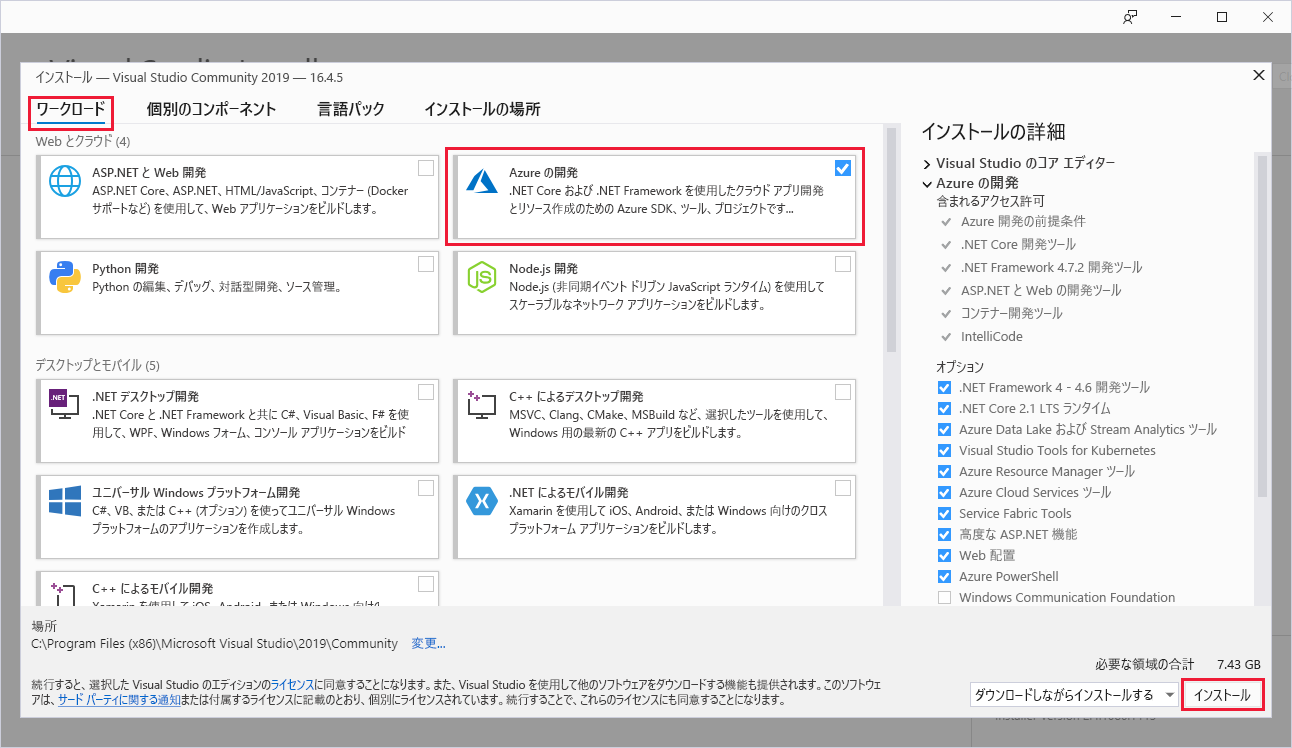 インストール — Visual Studio Community 2019 — 16.4.5
ワークロード
個別のコンポーネント
言語パック
インストールの場所
Web とクラウド (4)
ASP.NET と Web 開発
ASP.NET Core、ASP.NET、HTML/JavaScript、コンテナー (Docker
サポートなど) を使用して、Web アプリケーションをビルドします。
Azure の開発
.NET Core および .NET Framework を使用したクラウド アプリ開発
とリソース作成のための Azure SDK、ツール、プロジェクトです...
Python 開発
Python の編集、デバッグ、対話型開発、ソース管理。
Node.js 開発
Node.js (非同期イベント ドリブン JavaScript ランタイム) を使用して
スケーラブルなネットワーク アプリケーションをビルドします。
デスクトップとモバイル (5)
.NET デスクトップ開発
.NET Core と .NET Framework と共に C#、Visual Basic、F# を使
用して、WPF、Windows フォーム、コンソール アプリケーションをビルド
C++ によるデスクトップ開発
MSVC、Clang、CMake、MSBuild など、選択したツールを使用して、
Windows 用の最新の C++ アプリをビルドします。
ユニバーサル Windows プラットフォーム開発
C#、VB、または C++ (オプション) を使ってユニバーサル Windows
プラットフォームのアプリケーションを作成します。
.NET によるモバイル開発
Xamarin を使用して iOS、Android、または Windows 向けのクロス
プラットフォーム アプリケーションをビルドします。
C++ によるモバイル開発
インストールの詳細
Visual Studio のコア エディター
Azure の開発
含まれるアクセス許可
Azure 開発の前提条件
.NET Core 開発ツール
.NET Framework 4.7.2 開発ツール
ASP.NET と Web の開発ツール
コンテナー開発ツール
IntelliCode
オプション
.NET Framework 4 - 4.6 開発ツール
.NET Core 2.1 LTS ランタイム
Azure Data Lake および Stream Analytics ツール
Visual Studio Tools for Kubernetes
Azure Resource Manager ツール
Azure Cloud Services ツール
Service Fabric Tools
高度な ASP.NET 機能
Web 配置
Azure PowerShell
Windows Communication Foundation
場所
C:\Program Files (x86)\Microsoft Visual Studio\2019\Community 変更...
必要な領域の合計 7.43 GB
続行すると、選択した Visual Studio のエディションのライセンスに同意することになります。また、Visual Studio を使用して他のソフトウェアをダウンロードする機能も提供されます。このソフトウェ
アは、サード パーティに関する通知または付属するライセンスに記載のとおり、個別にライセンスされています。続行することで、これらのライセンスにも同意することになります。
ダウンロードしながらインストールする
インストール